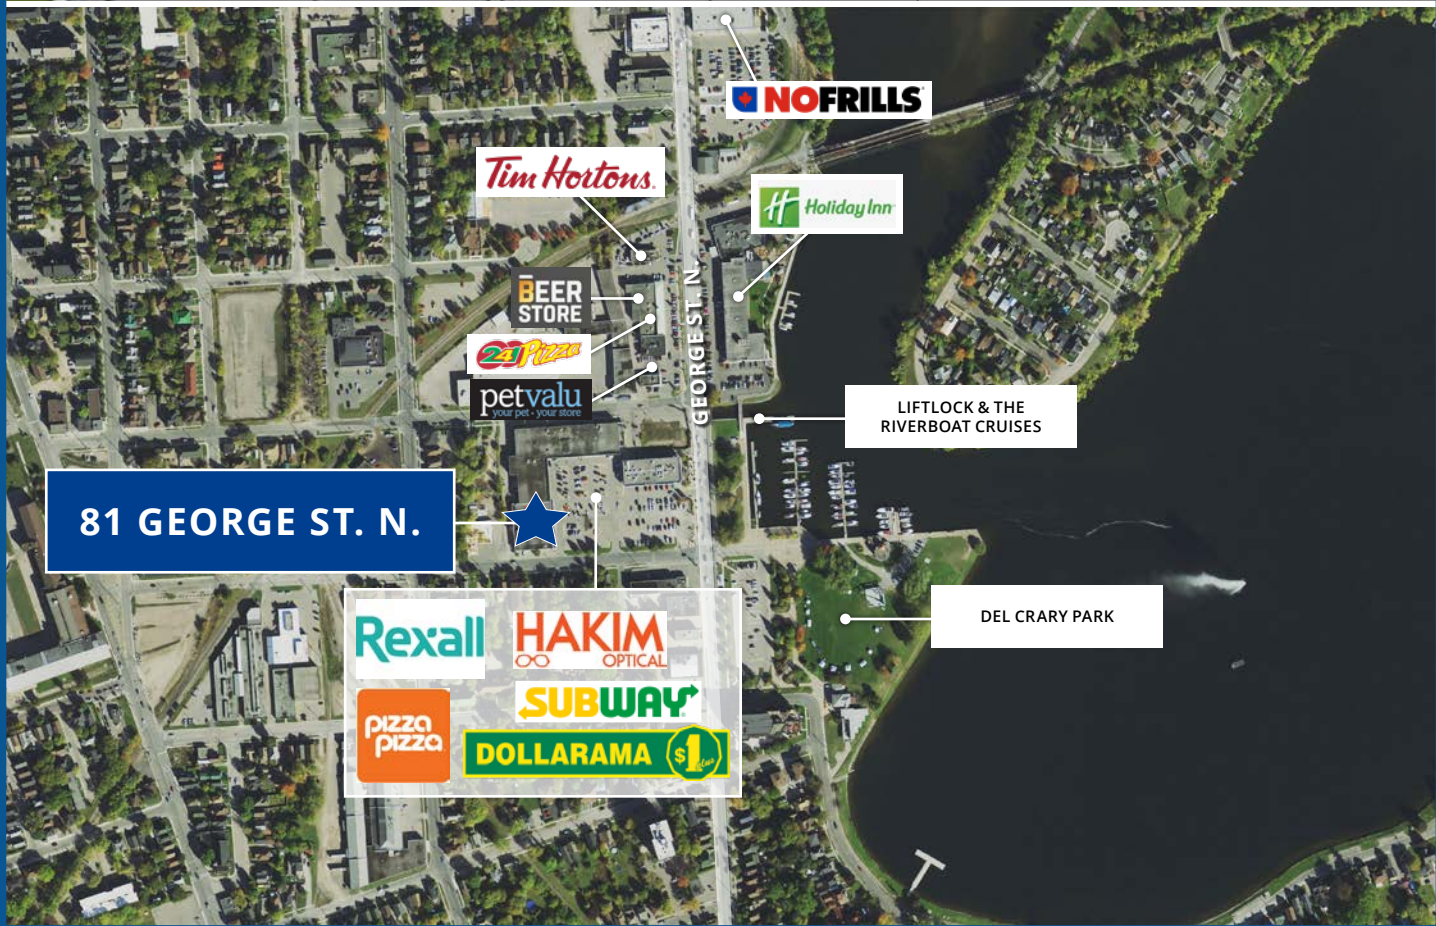 NOFRILLS
Tim Hortons.
H Holiday Inn
BEER
STORE
241 Pizza
petvalu
your pet • your store
GEORGE ST. N.
LIFTLOCK & THE
RIVERBOAT CRUISES
81 GEORGE ST. N.
Rexall
HAKIM
OPTICAL
DEL CRARY PARK
SUBWAY
pizza
pizza
DOLLARAMA $1 plus